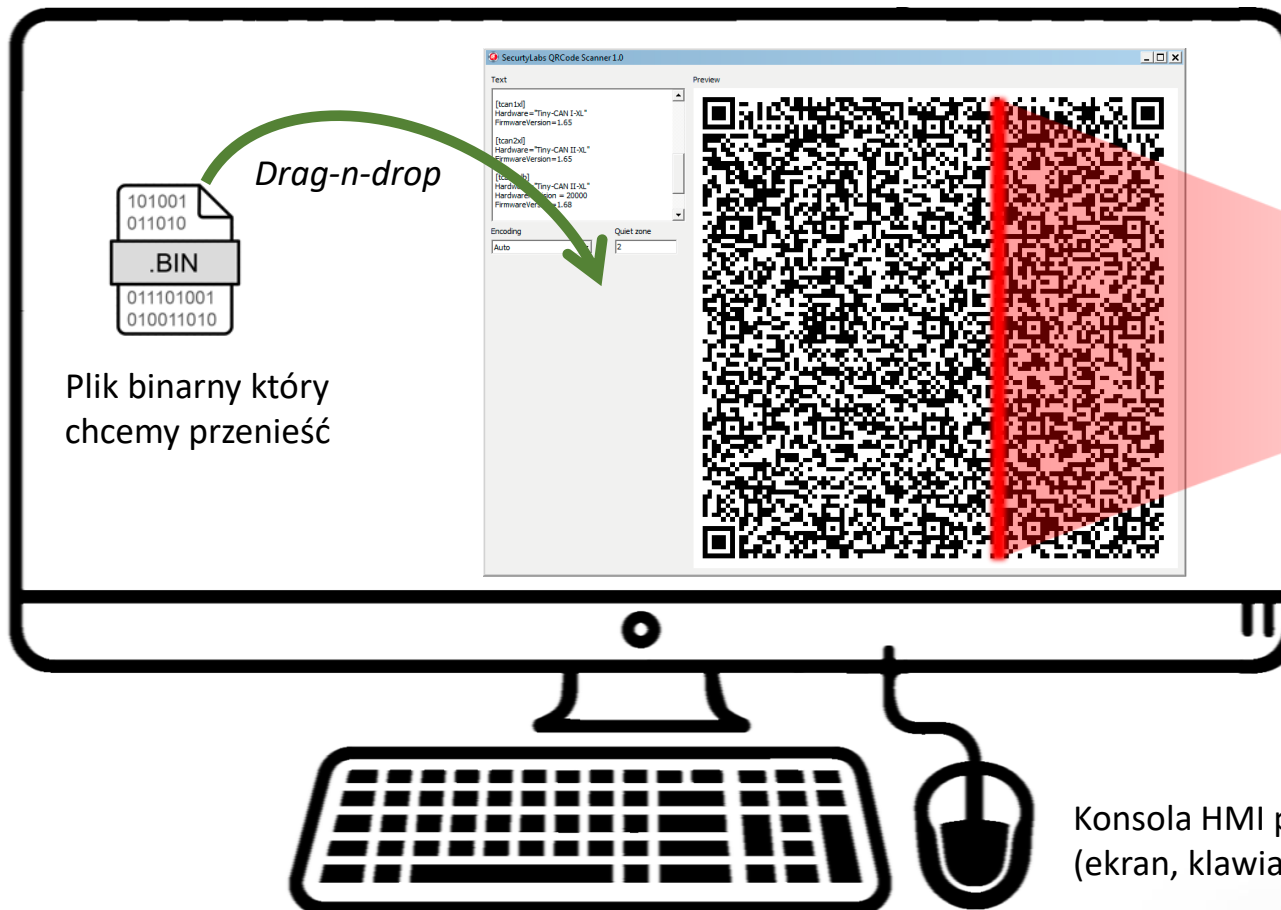 SecurtyLabs QRCode Scanner 1.0
Text
Preview
[tcan1xl]
Hardware="Tiny-CAN I-XL"
FirmwareVersion=1.65
[tcan2xl]
Hardware="Tiny-CAN II-XL"
FirmwareVersion=1.65
Hardware="Tiny-CAN II-XL"
= 20000
1.68
Encoding
Quiet zone
Auto
2
Drag-n-drop
101001
011010
.BIN
011101001
010011010
Plik binarny który
chcemy przenieść
Konsola HMI p
(ekran, klawia